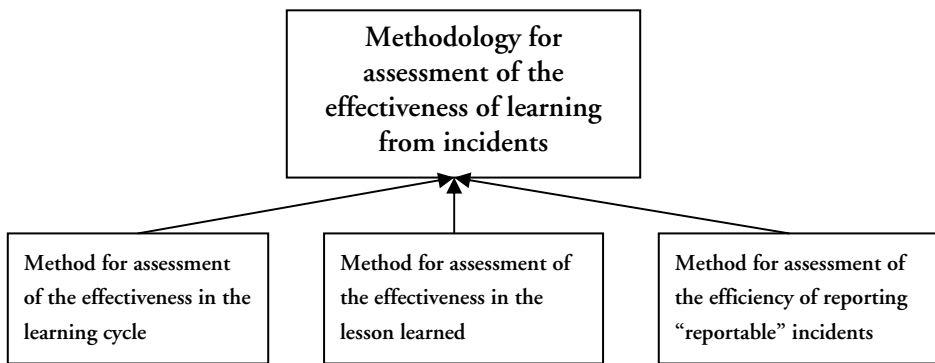 Methodology for
assessment of the
effectiveness of learning
from incidents
Method for assessment
of the effectiveness in the
learning cycle
Method for assessment of
the effectiveness in the
lesson learned
Method for assessment of
the efficiency of reporting
“reportable” incidents